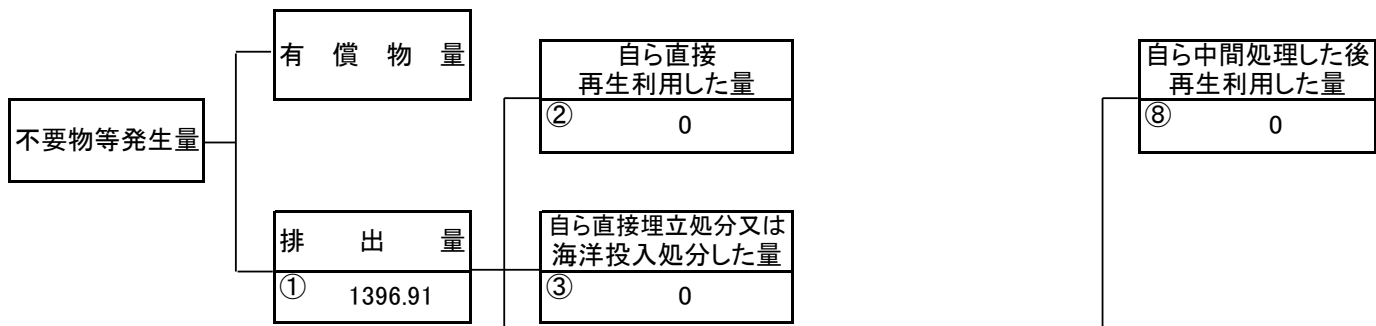 有償物量
自ら直接
再生利用した量
② 0
自ら中間処理した後
再生利用した量
⑧ 0
不要物等発生量
排出量
① 1396.91
自ら直接埋立処分又は
海洋投入処分した量
③ 0